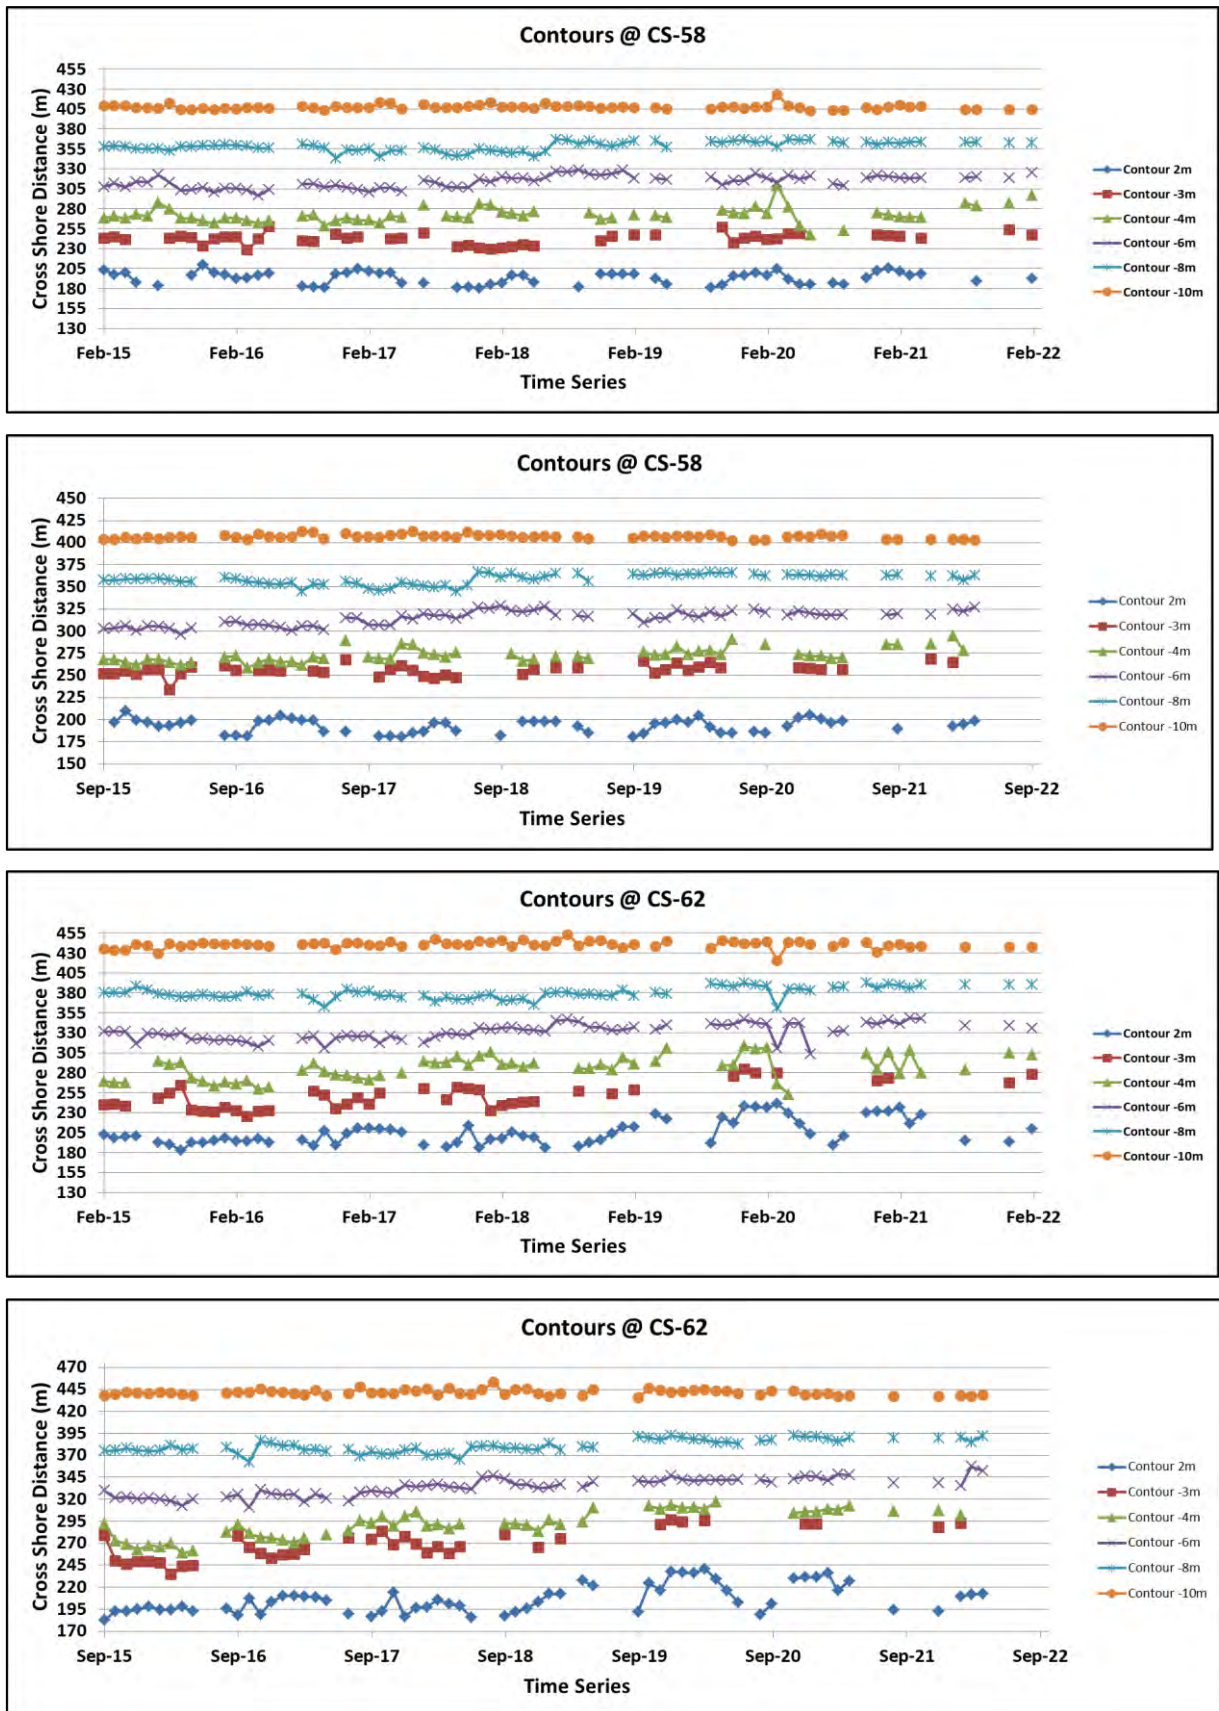 Contours @ CS-58
Cross Shore Distance (m)
455
430
405
380
355
330
305
280
255
230
205
180
155
130
Feb-15 Feb-16 Feb-17 Feb-18 Feb-19 Feb-20 Feb-21 Feb-22
Time Series
Contour 2m
Contour -3m
Contour -4m
Contour -6m
Contour -8m
Contour -10m
Contours @ CS-58
Cross Shore Distance (m)
450
425
400
375
350
325
300
275
250
225
200
175
150
Sep-15 Sep-16 Sep-17 Sep-18 Sep-19 Sep-20 Sep-21 Sep-22
Time Series
Contour 2m
Contour -3m
Contour -4m
Contour -6m
Contour -8m
Contour -10m
Contours @ CS-62
Cross Shore Distance (m)
455
430
405
380
355
330
305
280
255
230
205
180
155
130
Feb-15 Feb-16 Feb-17 Feb-18 Feb-19 Feb-20 Feb-21 Feb-22
Time Series
Contour 2m
Contour -3m
Contour -4m
Contour -6m
Contour -8m
Contour -10m
Contours @ CS-62
Cross Shore Distance (m)
470
445
420
395
370
345
320
295
270
245
220
195
170
Sep-15 Sep-16 Sep-17 Sep-18 Sep-19 Sep-20 Sep-21 Sep-22
Time Series
Contour 2m
Contour -3m
Contour -4m
Contour -6m
Contour -8m
Contour -10m